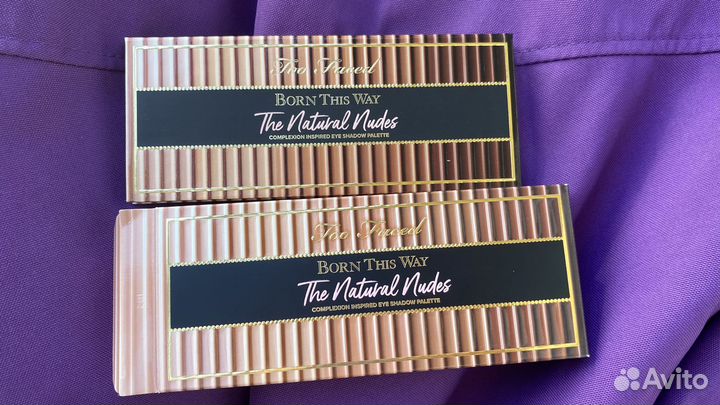 Too Faced
BORN THIS WAY
The Natural Nudes
COMPLEXION INSPIRED EYE SHADOW PALETTE
Too Faced
BORN THIS WAY
The Natural Nudes
COMPLEXION INSPIRED EYE SHADOW PALETTE
Avito